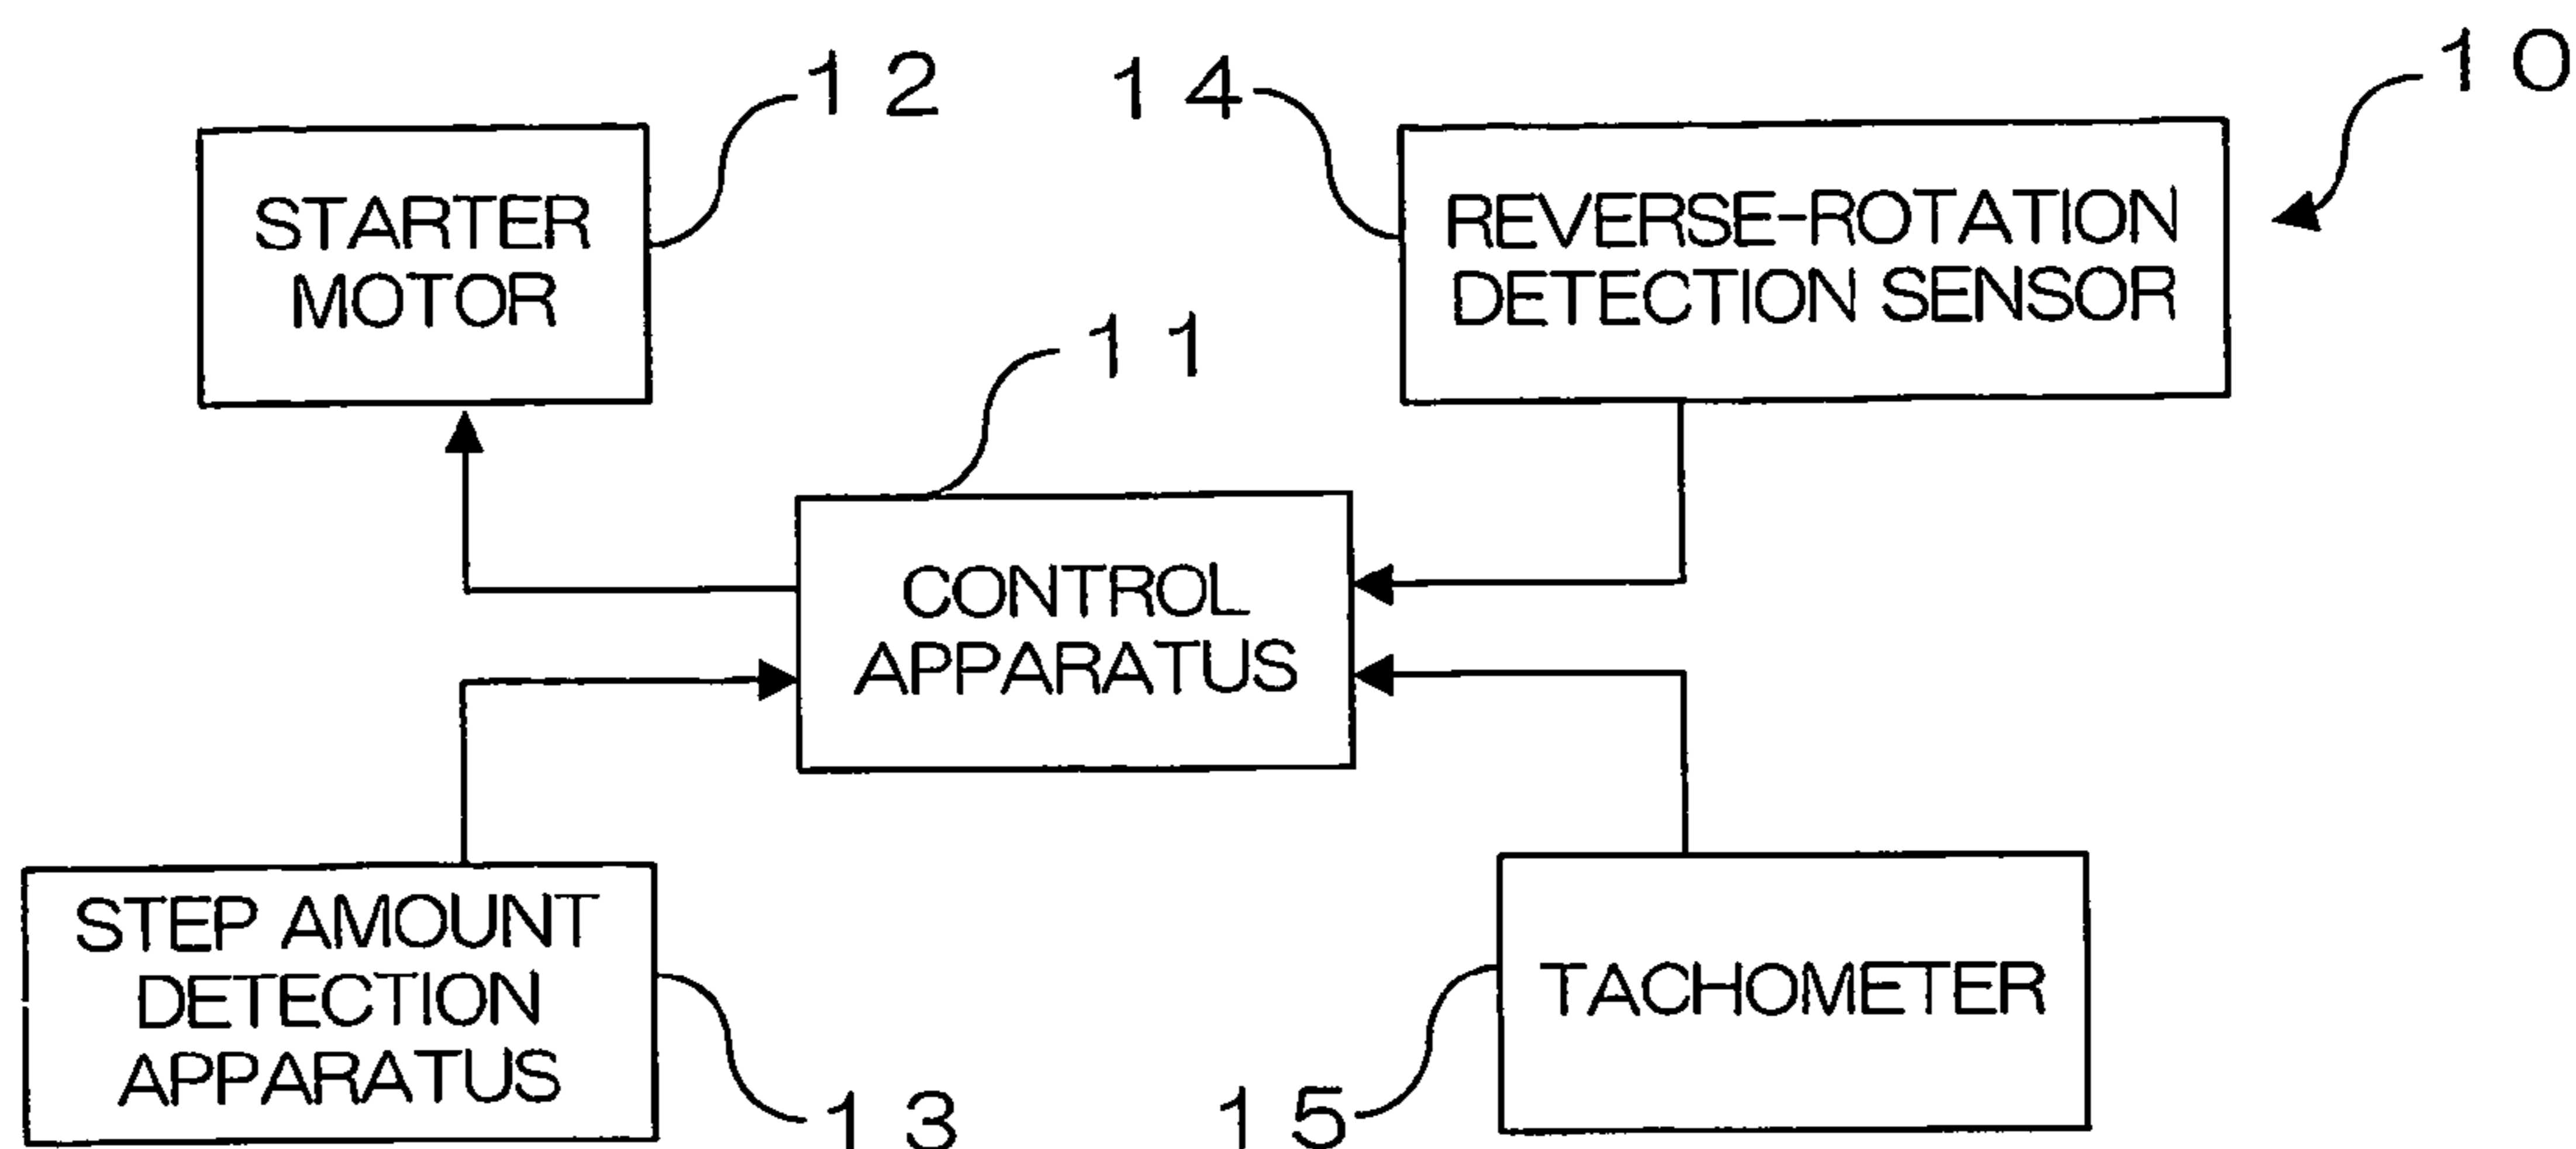 12
14
10
STARTER
MOTOR
REVERSE-ROTATION
DETECTION SENSOR
11
CONTROL
APPARATUS
STEP AMOUNT
DETECTION
APPARATUS
13
TACHOMETER
15